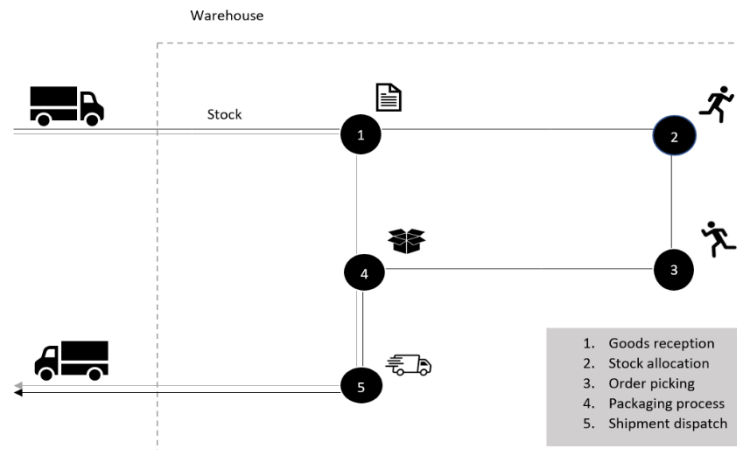 Warehouse
Stock
1
2
4
3
5
1. Goods reception
2. Stock allocation
3. Order picking
4. Packaging process
5. Shipment dispatch